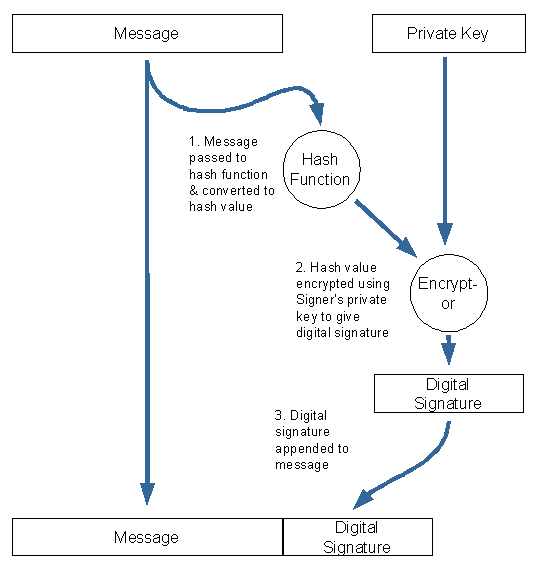 Message
Private Key
1. Message
passed to
hash function
& converted to
hash value
Hash
Function
2. Hash value
encrypted using
Signer's private
key to give
digital signature
Encrypt-
or
Digital
Signature
3. Digital
signature
appended to
message
Message
Digital
Signature